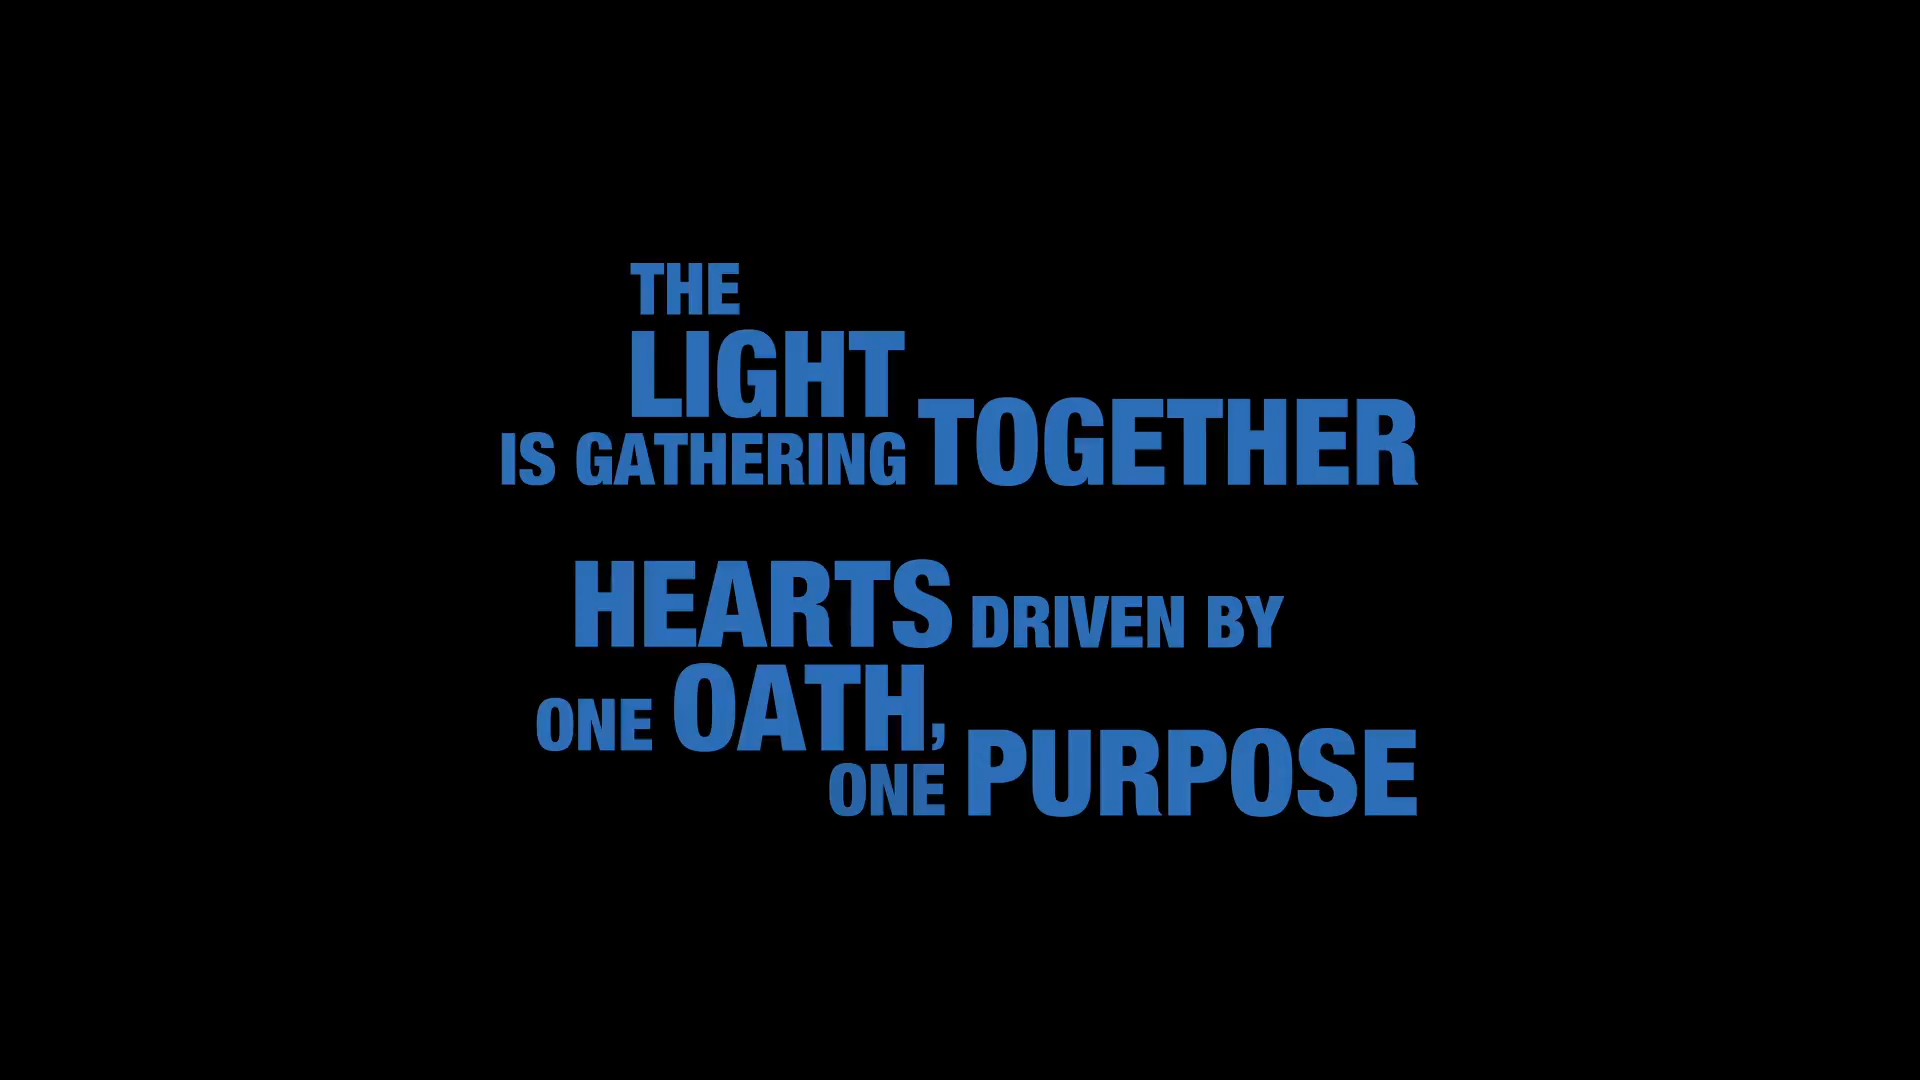 THE
LIGHT
IS GATHERING TOGETHER
HEARTS DRIVEN BY
ONE OATH,
ONE PURPOSE